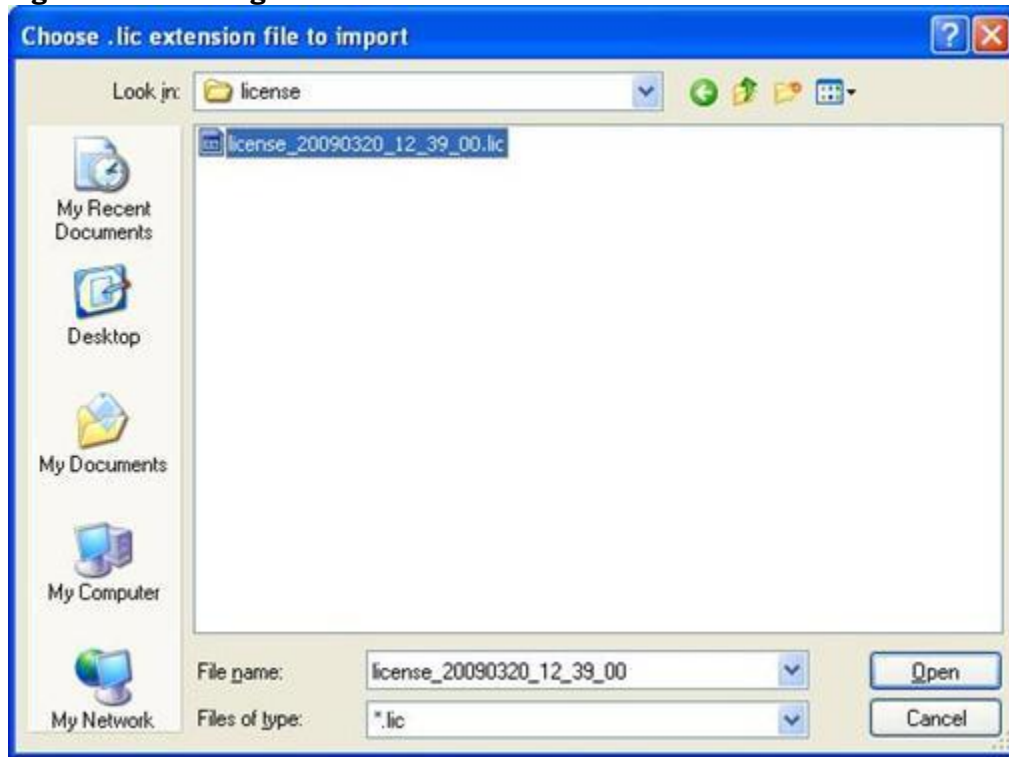 Choose .lic extension file to import
Look in:
license
license_20090320_12_39_00.lic
My Recent
Documents
Desktop
My Documents
My Computer
My Network
File name:
license_20090320_12_39_00
Open
Files of type:
*.lic
Cancel